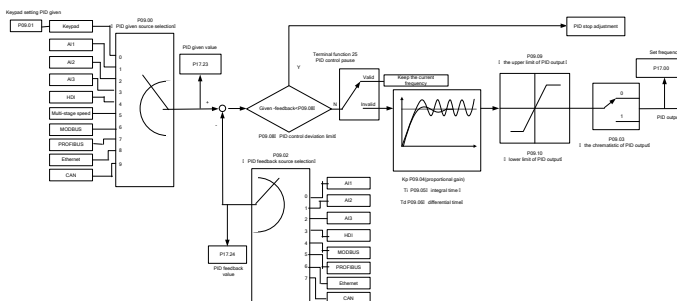 Keypad setting PID given
P09.01
Keypad
AI1
AI2
AI3
HDI
Multi-stage speed
MODBUS
PROFIBUS
Ethernet
CAN
P09.00
PID given source selection
0
1
2
3
4
5
6
7
8
9
PID given value
P17.23
+
-
Given -feedback<P09.08
P09.08 PID control deviation limit
Y
N
PID stop adjustment
Terminal function 25
PID control pause
Valid
Invalid
Keep the current
frequency
Kp P09.04(proportional gain)
Ti P09.05 integral time
Td P09.06 differential time
P09.09
the upper limit of PID output
P09.10
lower limit of PID output
0
1
P09.03
the chromatistic of PID output
Set frequenc
P17.00
PID outpu
P09.02
PID feedback source selection
0
1
2
3
4
5
6
7
AI1
AI2
AI3
HDI
MODBUS
PROFIBUS
Ethernet
CAN
P17.24
PID feedback
value